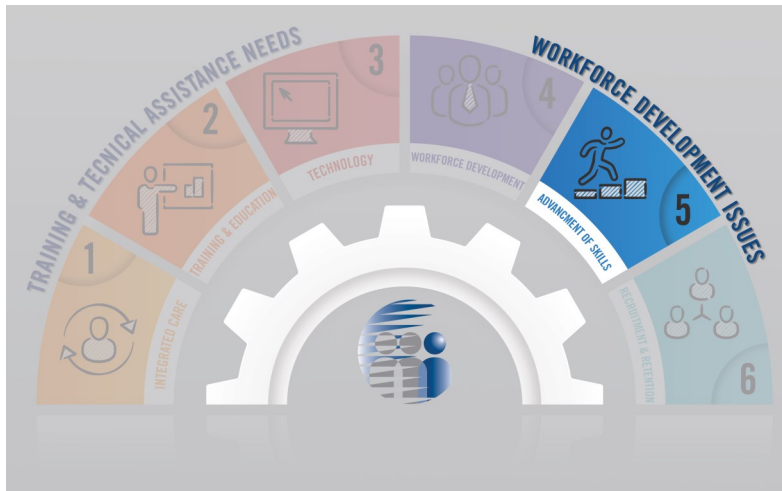 TRAINING & TECNICAL ASSISTANCE NEEDS
WORKFORCE DEVELOPMENT ISSUES
1
INTEGRATED CARE
2
TRAINING & EDUCATION
3
TECHNOLOGY
4
WORKFORCE DEVELOPMENT
5
ADVANCMENT OF SKILLS
6
RECRUITMENT & RETENTION